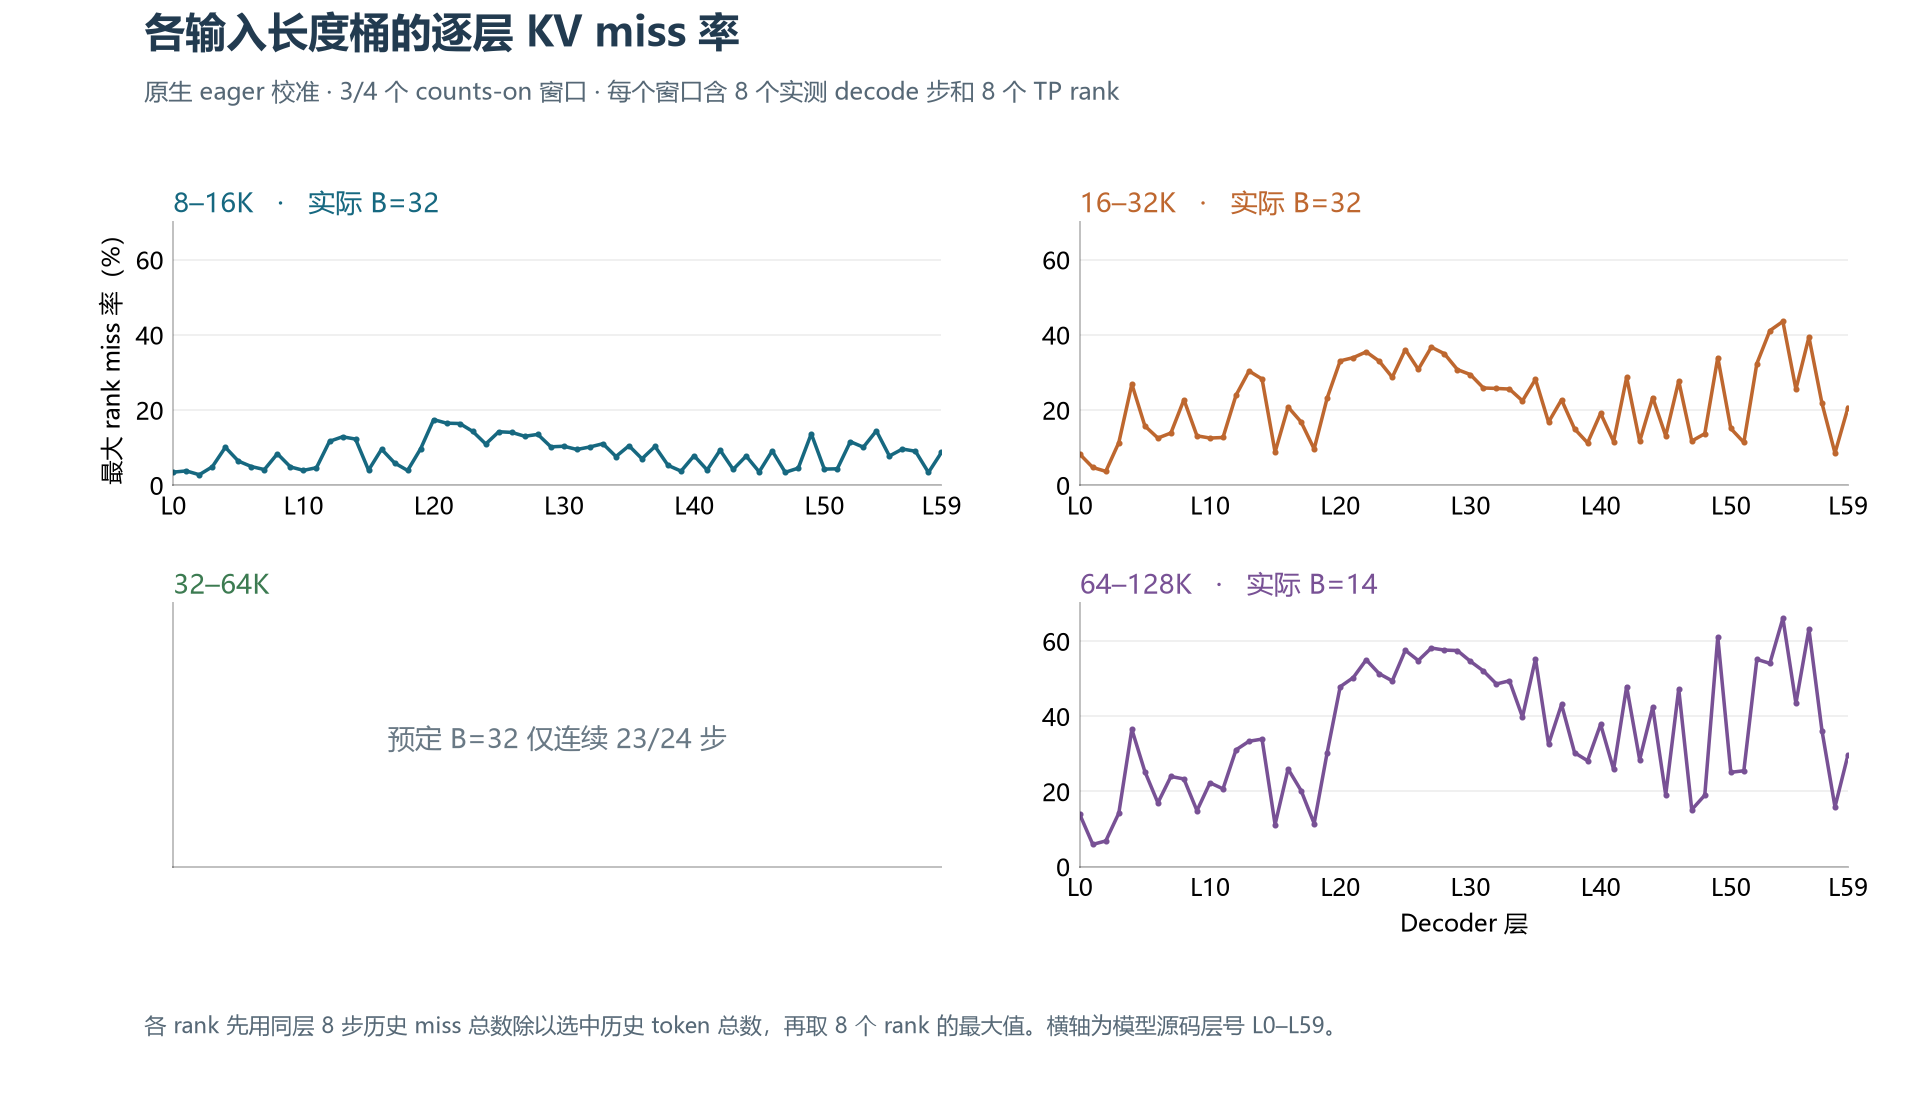 各输入长度桶的逐层 KV miss 率
原生 eager 校准 · 3/4 个 counts-on 窗口 · 每个窗口含 8 个实测 decode 步和 8 个 TP rank
8–16K · 实际 B=32
最大 rank miss 率（%）
60
40
20
0
L0 L10 L20 L30 L40 L50 L59
16–32K · 实际 B=32
60
40
20
0
L0 L10 L20 L30 L40 L50 L59
32–64K
预定 B=32 仅连续 23/24 步
64–128K · 实际 B=14
60
40
20
0
L0 L10 L20 L30 L40 L50 L59
Decoder 层
各 rank 先用同层 8 步历史 miss 总数除以选中历史 token 总数，再取 8 个 rank 的最大值。横轴为模型源码层号 L0–L59。